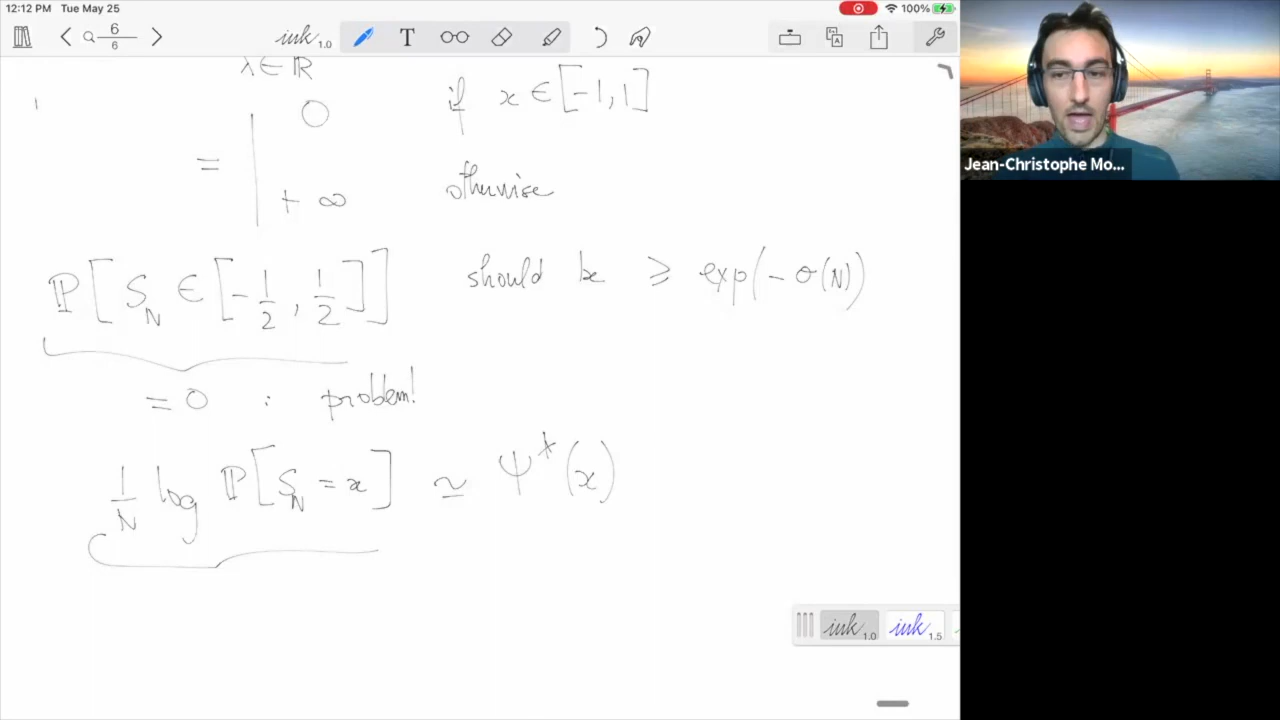 12:12 PM Tue May 25
100%
6
6
ink 1.0
T
λ∈ℝ
0 if x ∈ [-1,1]
=
+ ∞ otherwise
ℙ[S_N ∈ [-1/2, 1/2]] should be ≥ exp(-o(N))
= 0 : problem!
1/N log ℙ[S_N = x] ≃ Ψ*(x)
ink 1.0 ink 1.5
Jean-Christophe Mo...